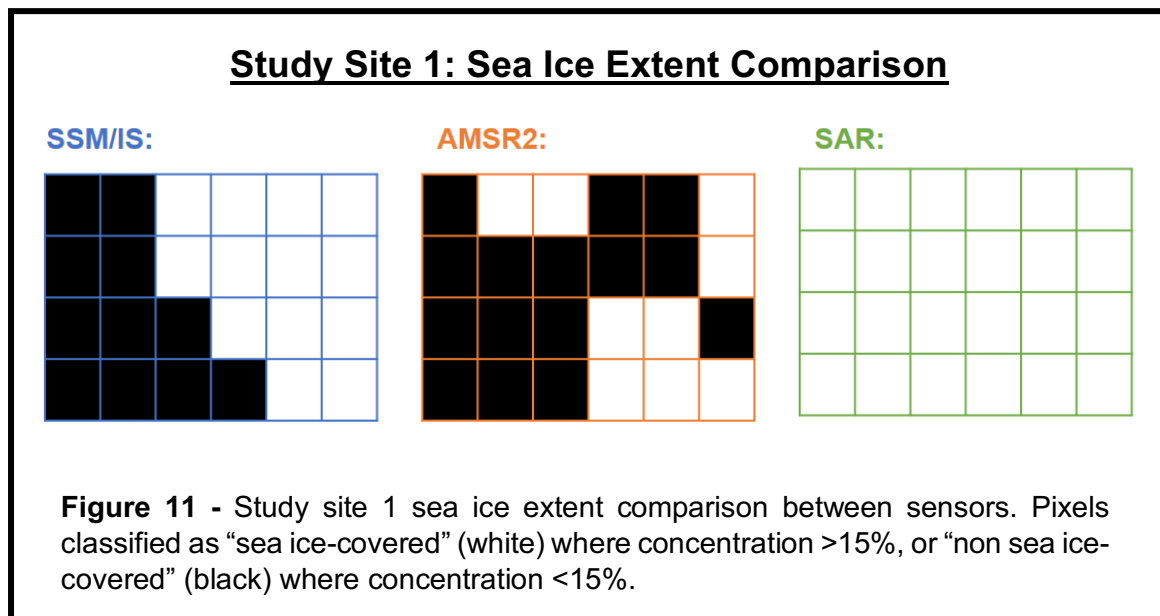 Study Site 1: Sea Ice Extent Comparison
SSM/IS:
AMSR2:
SAR:
Figure 11 - Study site 1 sea ice extent comparison between sensors. Pixels
classified as “sea ice-covered” (white) where concentration >15%, or “non sea ice-
covered” (black) where concentration <15%.